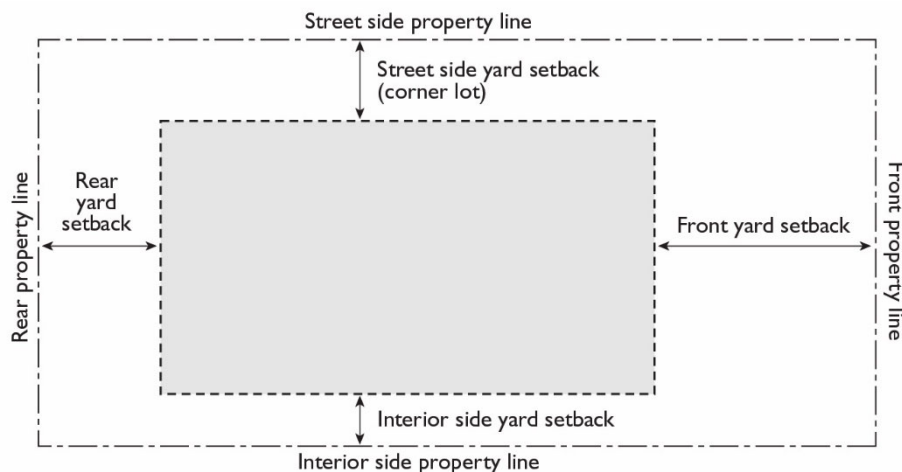 Street side property line
Street side yard setback
(corner lot)
Rear property line
Rear
yard
setback
Front yard setback
Front property line
Interior side yard setback
Interior side property line